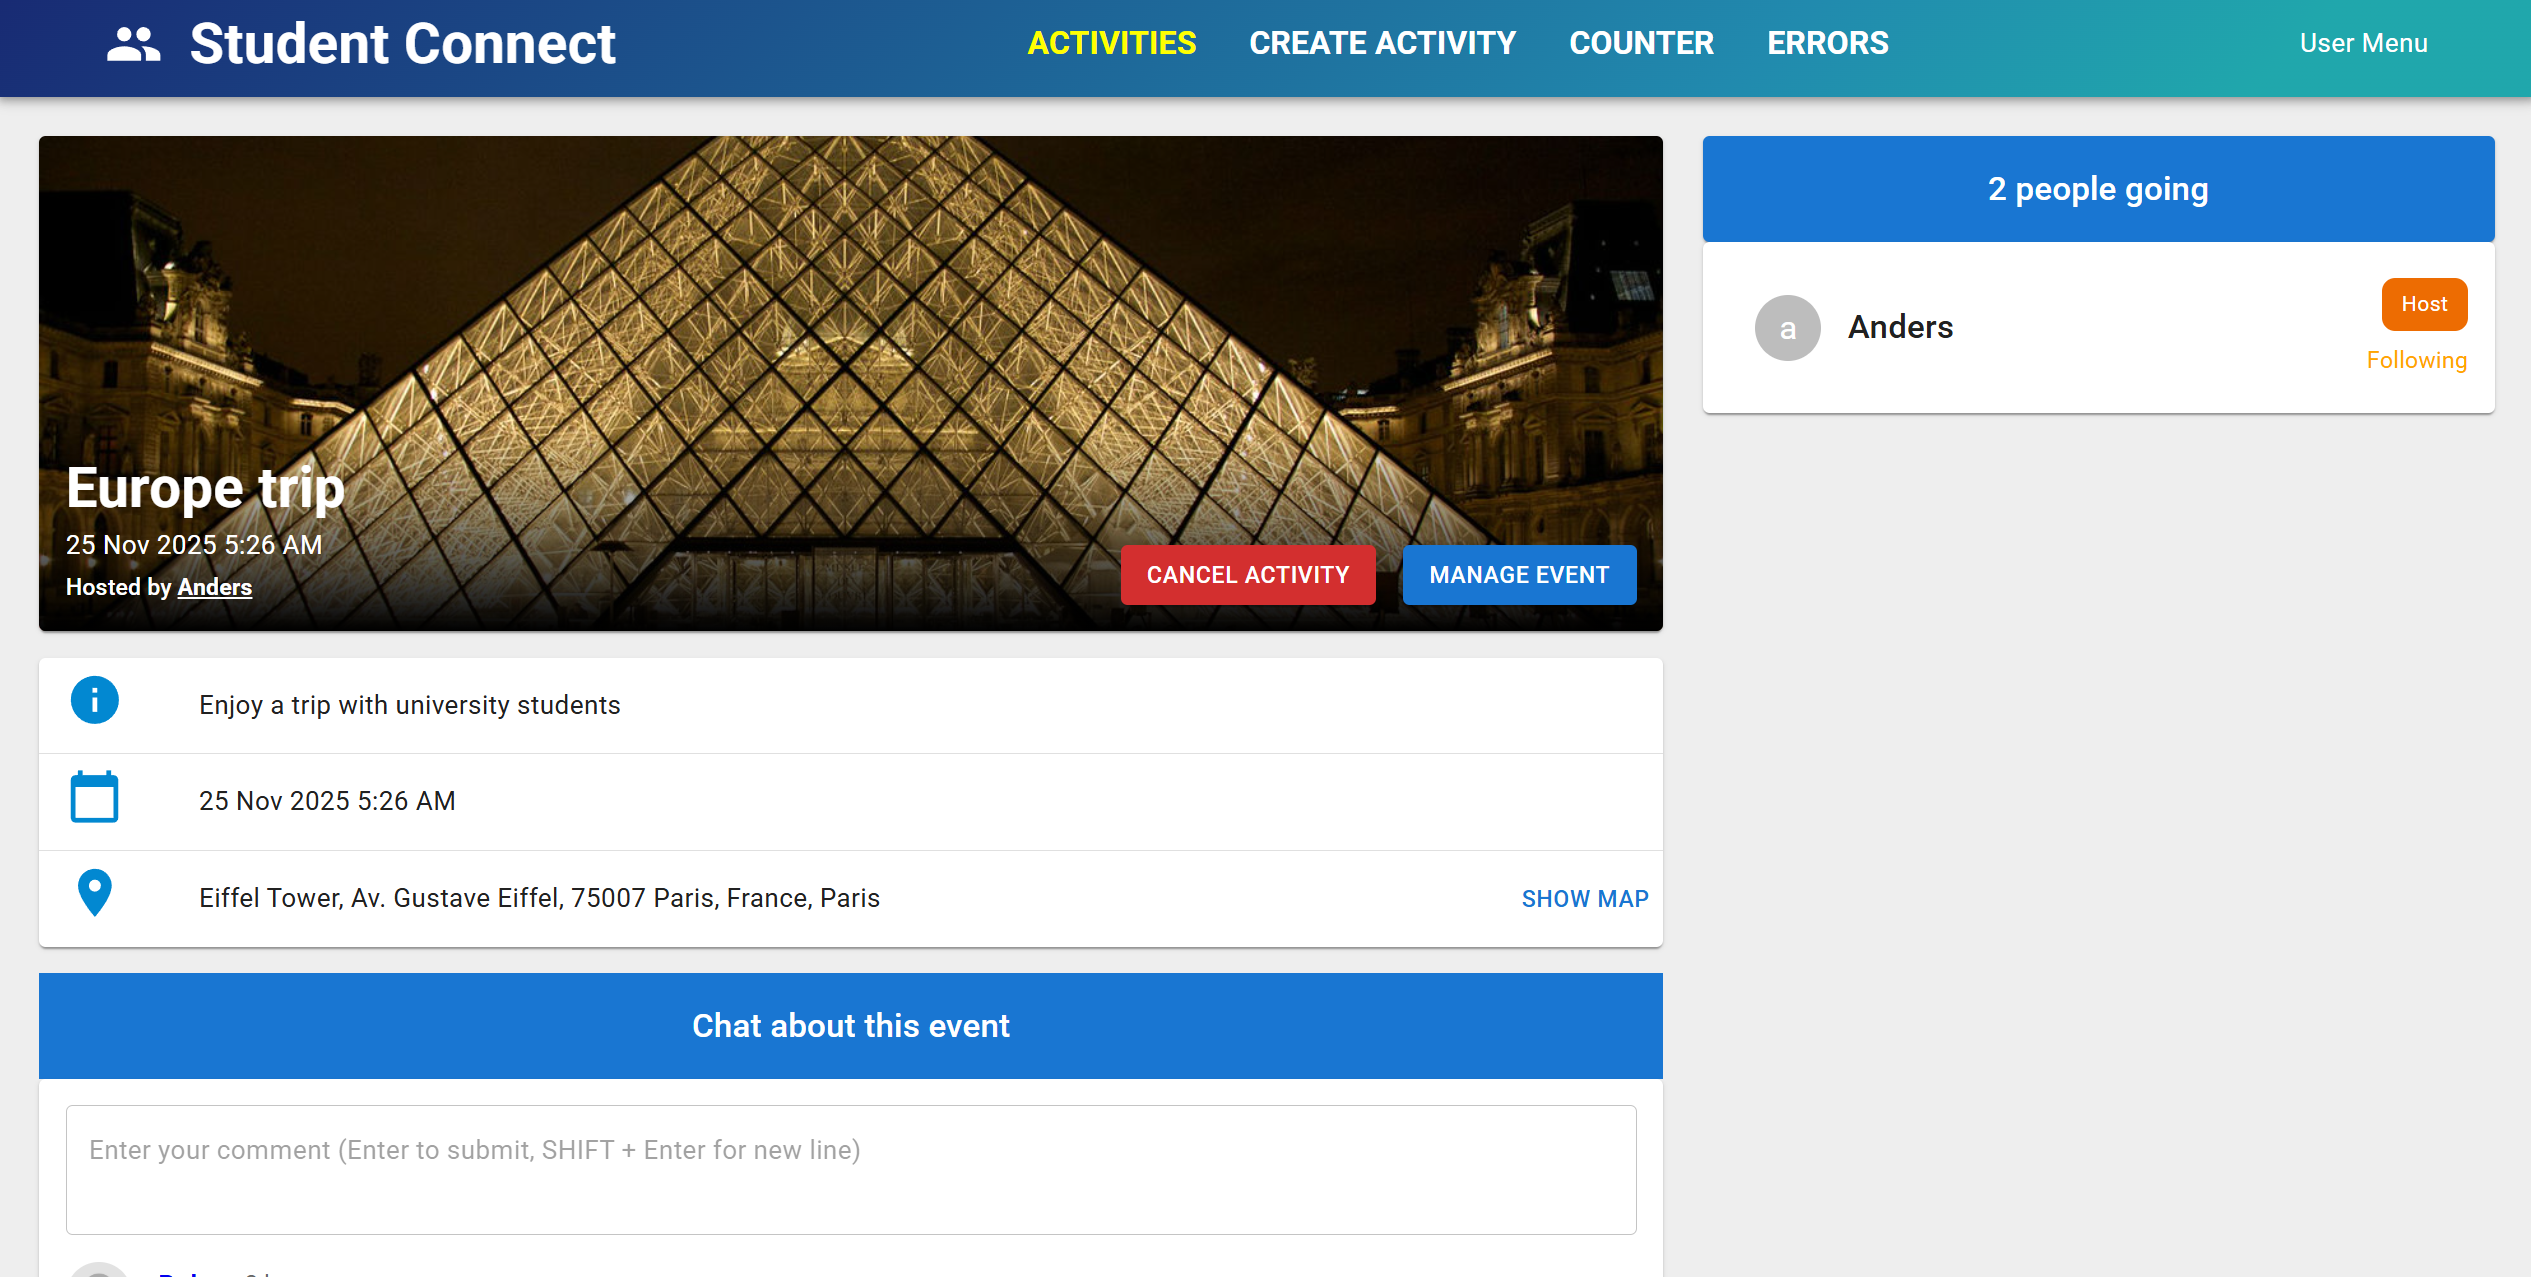 Student Connect
ACTIVITIES CREATE ACTIVITY COUNTER ERRORS
User Menu
Europe trip
25 Nov 2025 5:26 AM
Hosted by Anders
CANCEL ACTIVITY MANAGE EVENT
2 people going
a Anders
Host
Following
Enjoy a trip with university students
25 Nov 2025 5:26 AM
Eiffel Tower, Av. Gustave Eiffel, 75007 Paris, France, Paris SHOW MAP
Chat about this event
Enter your comment (Enter to submit, SHIFT + Enter for new line)